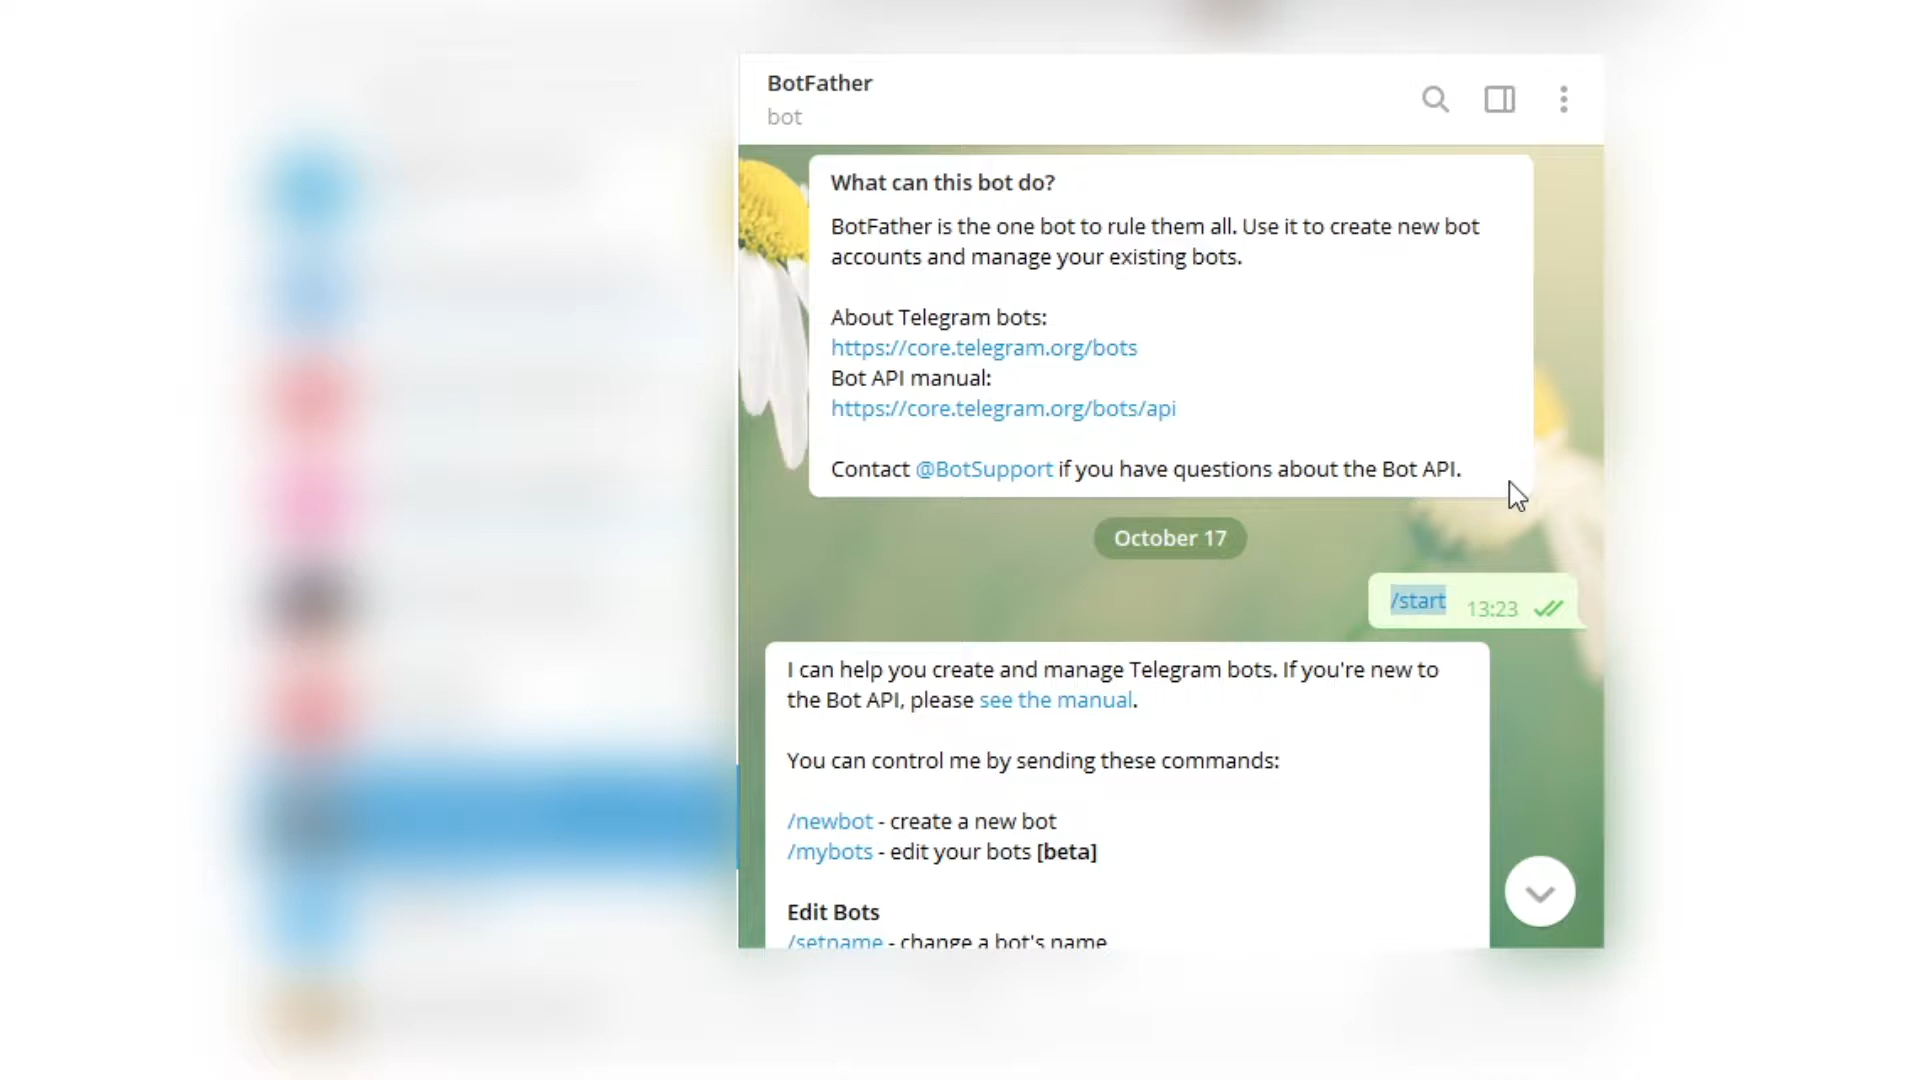 BotFather
bot
What can this bot do?
BotFather is the one bot to rule them all. Use it to create new bot
accounts and manage your existing bots.
About Telegram bots:
https://core.telegram.org/bots
Bot API manual:
https://core.telegram.org/bots/api
Contact @BotSupport if you have questions about the Bot API.
October 17
/start 13:23
I can help you create and manage Telegram bots. If you're new to
the Bot API, please see the manual.
You can control me by sending these commands:
/newbot - create a new bot
/mybots - edit your bots [beta]
Edit Bots
/setname - change a bot's name